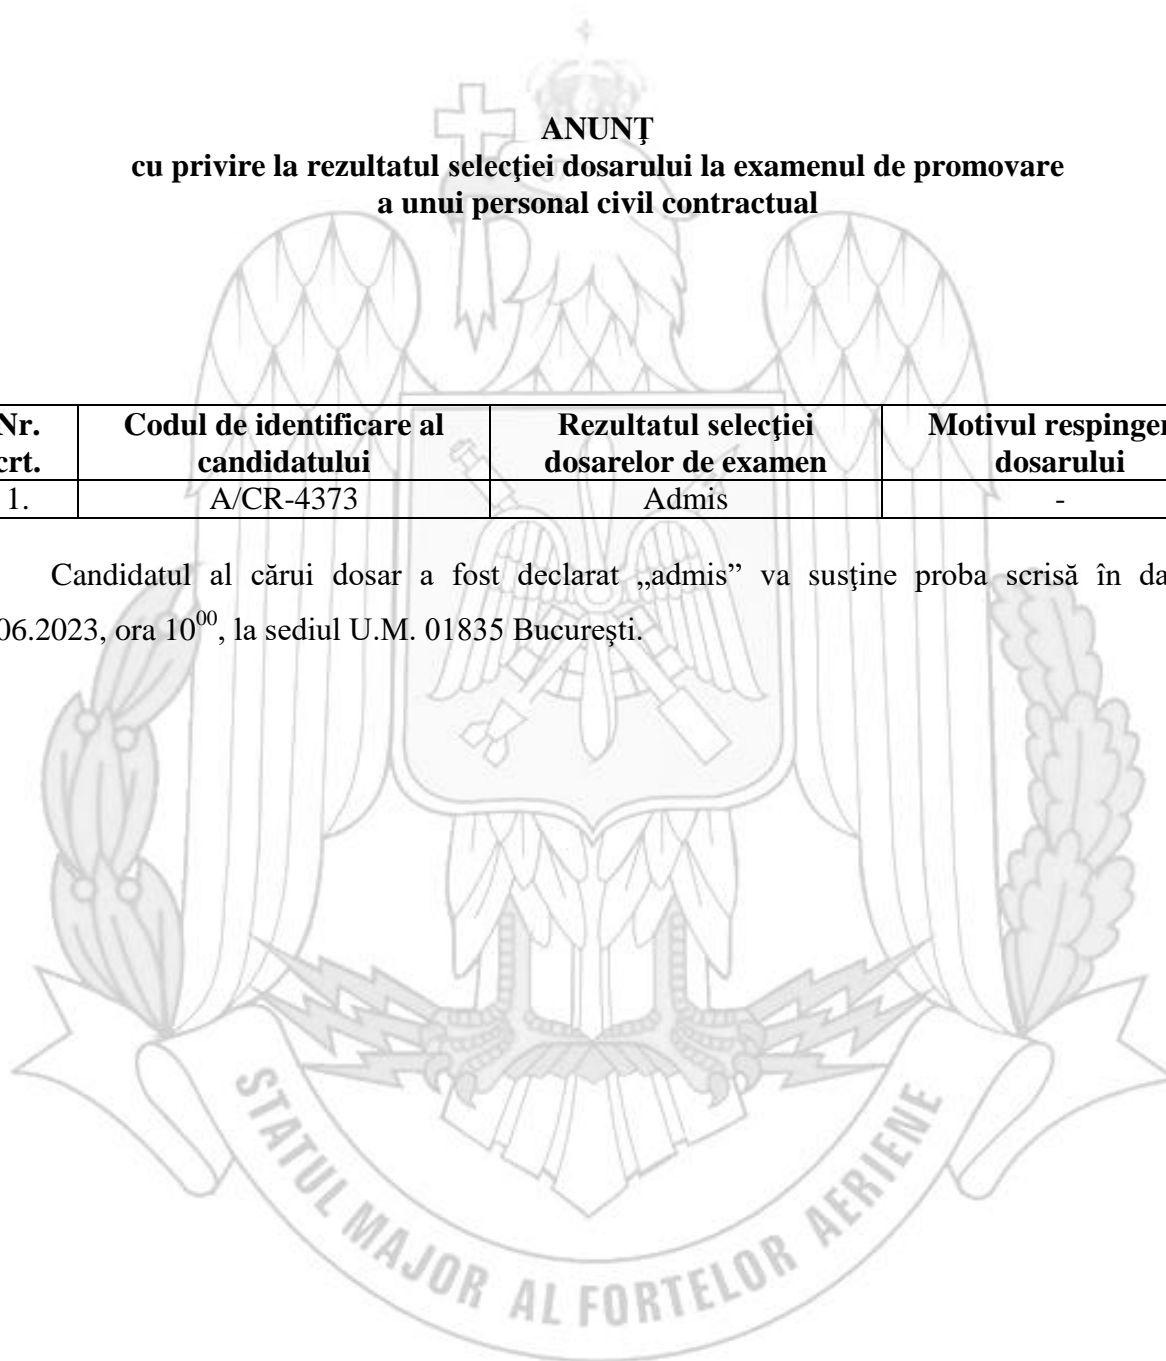 ANUNŢ
cu privire la rezultatul selecţiei dosarului la examenul de promovare
a unui personal civil contractual
Nr. crt. Codul de identificare al candidatului Rezultatul selecţiei dosarelor de examen Motivul respinger dosarului
1. A/CR-4373 Admis -
Candidatul al cărui dosar a fost declarat „admis” va susţine proba scrisă în da
06.2023, ora 10⁰⁰, la sediul U.M. 01835 Bucureşti.
STATUL MAJOR AL FORTELOR AERIENE